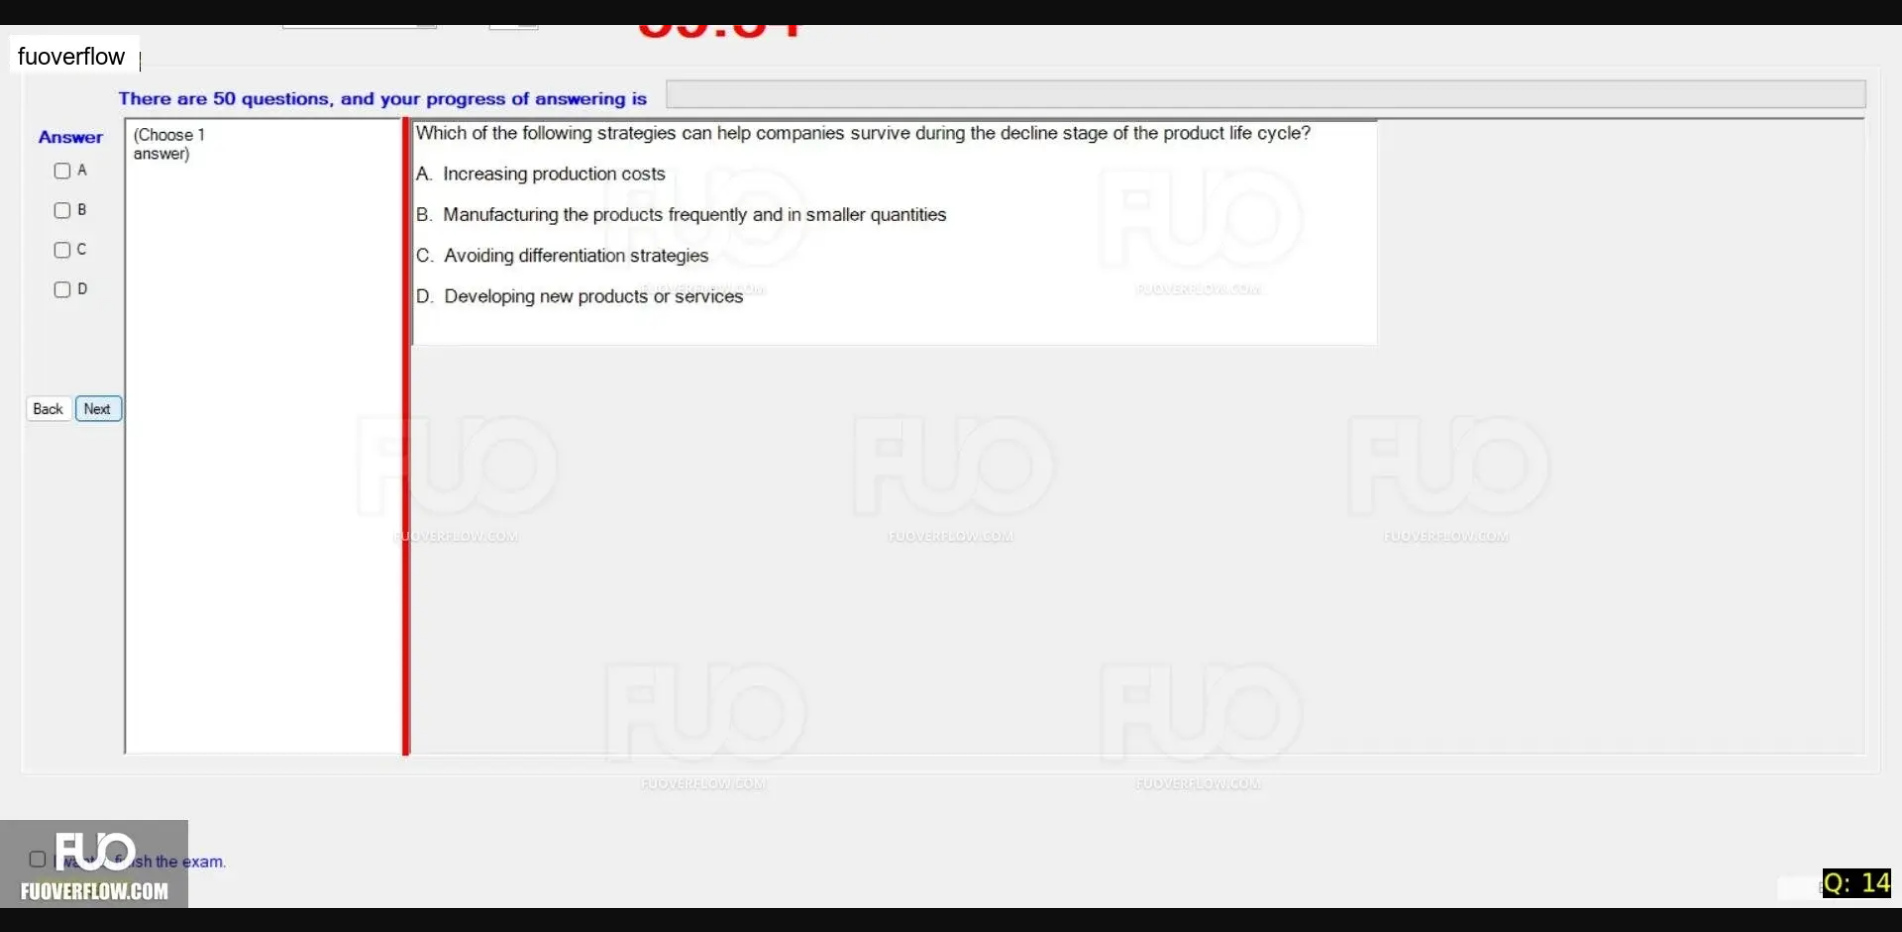 fuoverflow
There are 50 questions, and your progress of answering is
Answer
A
B
C
D
Back Next
(Choose 1
answer)
Which of the following strategies can help companies survive during the decline stage of the product life cycle?
A. Increasing production costs
B. Manufacturing the products frequently and in smaller quantities
C. Avoiding differentiation strategies
D. Developing new products or services
FUO
FUOVERFLOW.COM
FUO
FUOVERFLOW.COM
FUO
FUOVERFLOW.COM
FUO
FUOVERFLOW.COM
FUO
FUOVERFLOW.COM
FUO
FUOVERFLOW.COM
FUO
FUOVERFLOW.COM
the exam.
FUO
FUOVERFLOW.COM
Q: 14